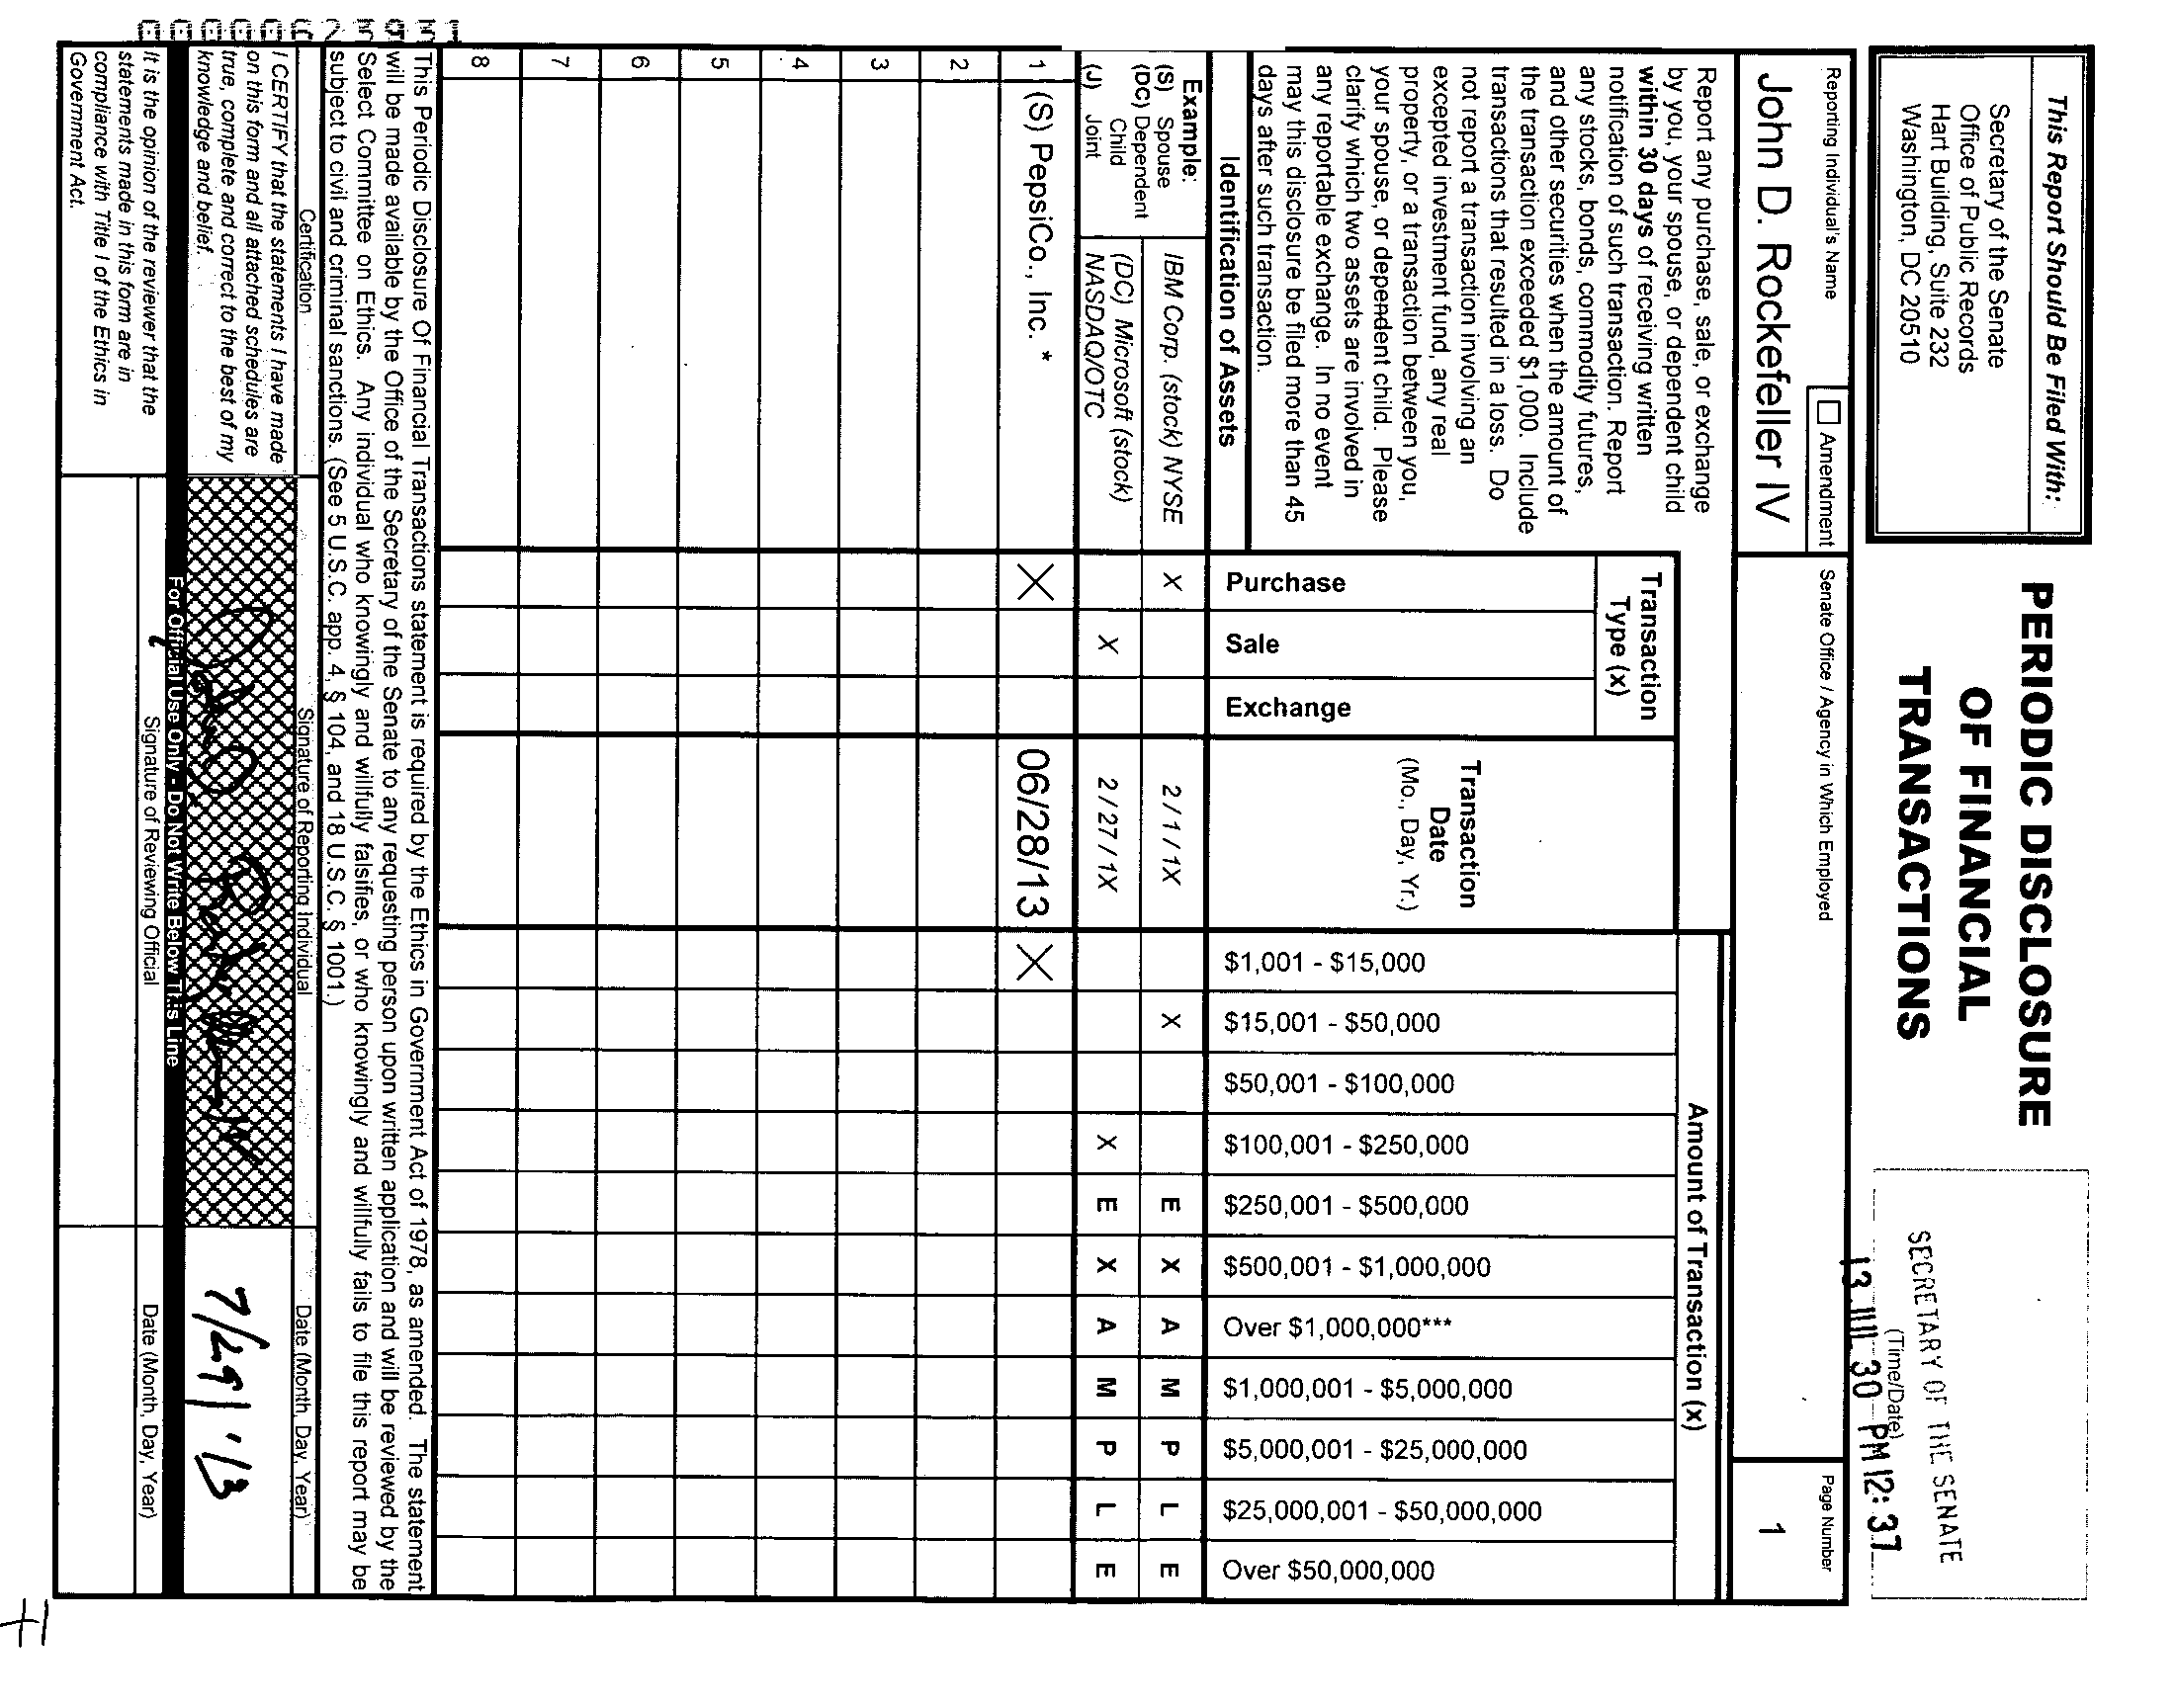 This Report Should Be Filed With:
Secretary of the Senate
Office of Public Records
Hart Building, Suite 232
Washington, DC 20510
PERIODIC DISCLOSURE
OF FINANCIAL
TRANSACTIONS
SECRETARY OF THE SENATE
(Time/Date)
13 JUL 30 PM 12:37
Reporting Individual's Name
Amendment
Senate Office / Agency in Which Employed
Page Number
John D. Rockefeller IV
1
Report any purchase, sale, or exchange
by you, your spouse, or dependent child
within 30 days of receiving written
notification of such transaction. Report
any stocks, bonds, commodity futures,
and other securities when the amount of
the transaction exceeded $1,000. Include
transactions that resulted in a loss. Do
not report a transaction involving an
excepted investment fund, any real
property, or a transaction between you,
your spouse, or dependent child. Please
clarify which two assets are involved in
any reportable exchange. In no event
may this disclosure be filed more than 45
days after such transaction.
Identification of Assets
Transaction
Type (x)
Purchase
Sale
Exchange
Transaction
Date
(Mo., Day, Yr.)
Amount of Transaction (x)
$1,001 - $15,000
$15,001 - $50,000
$50,001 - $100,000
$100,001 - $250,000
$250,001 - $500,000
$500,001 - $1,000,000
Over $1,000,000***
$1,000,001 - $5,000,000
$5,000,001 - $25,000,000
$25,000,001 - $50,000,000
Over $50,000,000
Example:
(S) Spouse
(DC) Dependent
Child
(J) Joint
IBM Corp. (stock) NYSE X 2 / 1 / 1X X E X A M P L E
(DC) Microsoft (stock)
NASDAQ/OTC X 2 / 27 / 1X X E X A M P L E
1 (S) PepsiCo., Inc. * X 06/28/13 X
2
3
4
5
6
7
8
This Periodic Disclosure Of Financial Transactions statement is required by the Ethics in Government Act of 1978, as amended. The statement
will be made available by the Office of the Secretary of the Senate to any requesting person upon written application and will be reviewed by the
Select Committee on Ethics. Any individual who knowingly and willfully falsifies, or who knowingly and willfully fails to file this report may be
subject to civil and criminal sanctions. (See 5 U.S.C. app. 4, § 104, and 18 U.S.C. § 1001.)
Certification
Signature of Reporting Individual
Date (Month, Day, Year)
I CERTIFY that the statements I have made
on this form and all attached schedules are
true, complete and correct to the best of my
knowledge and belief.
7/29/13
For Official Use Only - Do Not Write Below This Line
It is the opinion of the reviewer that the
statements made in this form are in
compliance with Title I of the Ethics in
Government Act.
Signature of Reviewing Official
Date (Month, Day, Year)